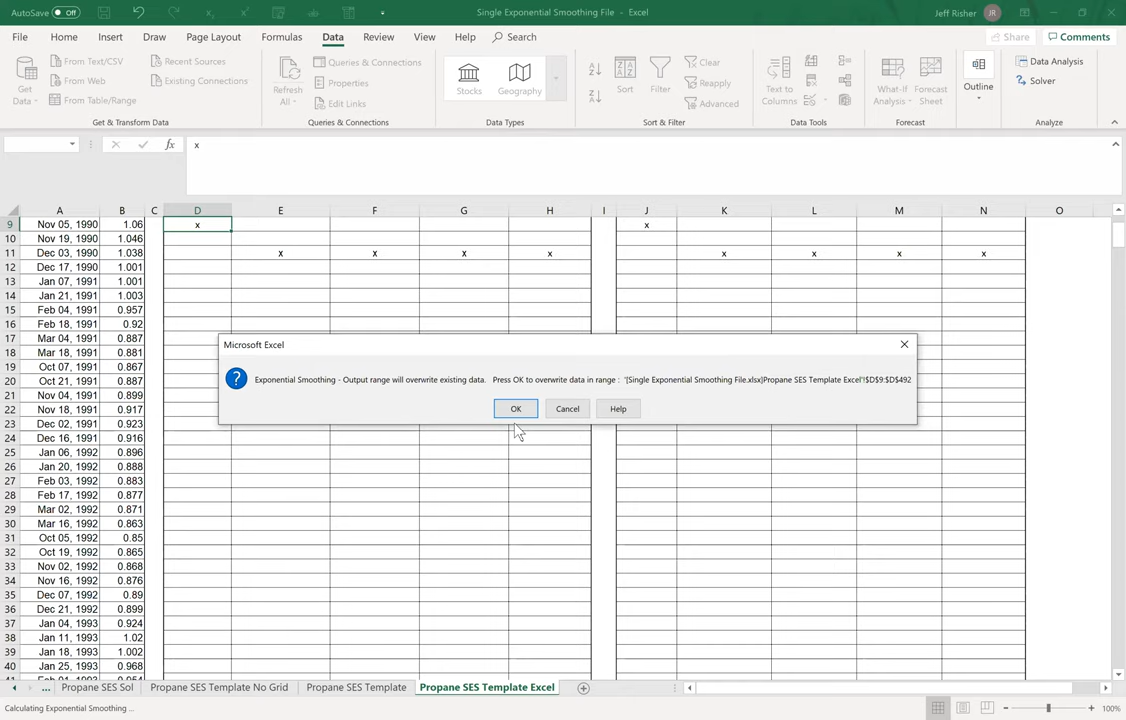 AutoSave Off
Single Exponential Smoothing File - Excel
Jeff Risher JR
File Home Insert Draw Page Layout Formulas Data Review View Help Search
Share Comments
Get Data
From Text/CSV
From Web
From Table/Range
Recent Sources
Existing Connections
Get & Transform Data
Refresh All
Queries & Connections
Properties
Edit Links
Queries & Connections
Stocks Geography
Data Types
Sort
Filter
Clear
Reapply
Advanced
Sort & Filter
Text to Columns
Data Tools
What-If Analysis
Forecast Sheet
Forecast
Outline
Data Analysis
Solver
Analyze
fx x
A B C D E F G H I J K L M N O
9 Nov 05, 1990 1.06 x x
10 Nov 19, 1990 1.046
11 Dec 03, 1990 1.038 x x x x x x x x
12 Dec 17, 1990 1.001
13 Jan 07, 1991 1.001
14 Jan 21, 1991 1.003
15 Feb 04, 1991 0.957
16 Feb 18, 1991 0.92
17 Mar 04, 1991 0.887
18 Mar 18, 1991 0.881
19 Oct 07, 1991 0.867
20 Oct 21, 1991 0.887
21 Nov 04, 1991 0.899
22 Nov 18, 1991 0.917
23 Dec 02, 1991 0.923
24 Dec 16, 1991 0.916
25 Jan 06, 1992 0.896
26 Jan 20, 1992 0.888
27 Feb 03, 1992 0.883
28 Feb 17, 1992 0.877
29 Mar 02, 1992 0.871
30 Mar 16, 1992 0.863
31 Oct 05, 1992 0.85
32 Oct 19, 1992 0.865
33 Nov 02, 1992 0.868
34 Nov 16, 1992 0.876
35 Dec 07, 1992 0.89
36 Dec 21, 1992 0.899
37 Jan 04, 1993 0.924
38 Jan 11, 1993 1.02
39 Jan 18, 1993 1.002
40 Jan 25, 1993 0.968
Microsoft Excel
Exponential Smoothing - Output range will overwrite existing data. Press OK to overwrite data in range : '[Single Exponential Smoothing File.xlsx]Propane SES Template Excel'!$D$9:$D$492
OK Cancel Help
... Propane SES Sol Propane SES Template No Grid Propane SES Template Propane SES Template Excel
Calculating Exponential Smoothing ...
100%